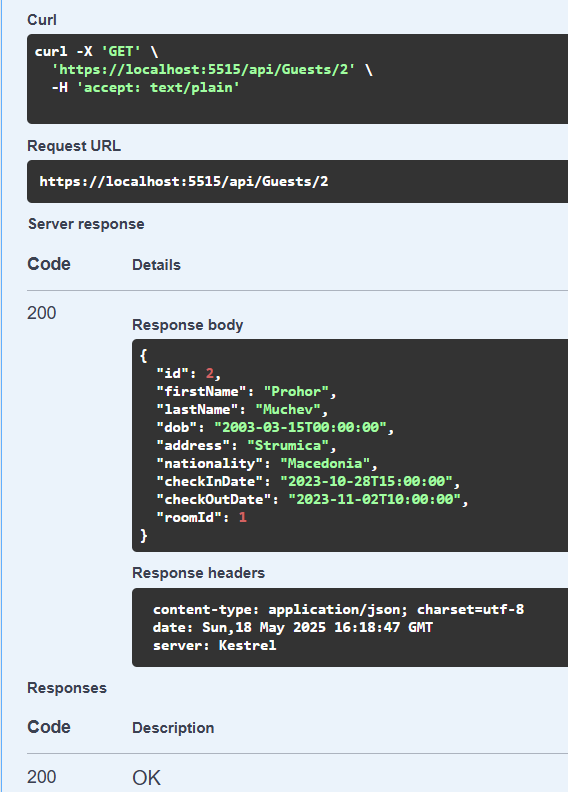 Curl
curl -X 'GET' \
  'https://localhost:5515/api/Guests/2' \
  -H 'accept: text/plain'
Request URL
https://localhost:5515/api/Guests/2
Server response
Code Details
200
Response body
{
  "id": 2,
  "firstName": "Prohor",
  "lastName": "Muchev",
  "dob": "2003-03-15T00:00:00",
  "address": "Strumica",
  "nationality": "Macedonia",
  "checkInDate": "2023-10-28T15:00:00",
  "checkOutDate": "2023-11-02T10:00:00",
  "roomId": 1
}
Response headers
content-type: application/json; charset=utf-8
date: Sun,18 May 2025 16:18:47 GMT
server: Kestrel
Responses
Code Description
200 OK